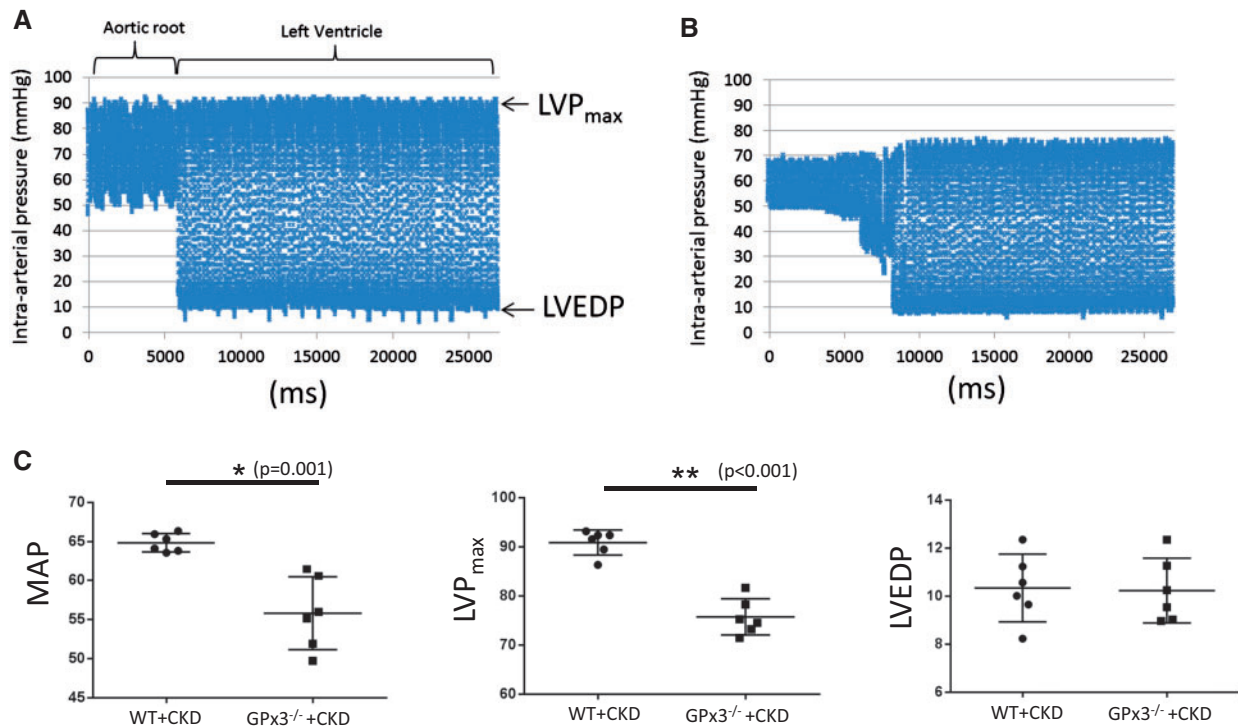 A
Aortic root
Left Ventricle
Intra-arterial pressure (mmHg)
100
90
80
70
60
50
40
30
20
10
0
0 5000 10000 15000 20000 25000
(ms)
LVPmax
LVEDP
B
Intra-arterial pressure (mmHg)
100
90
80
70
60
50
40
30
20
10
0
0 5000 10000 15000 20000 25000
(ms)
C
* (p=0.001)
MAP
70
65
60
55
50
45
WT+CKD GPx3-/- +CKD
** (p<0.001)
LVPmax
100
90
80
70
60
WT+CKD GPx3-/- +CKD
LVEDP
14
12
10
8
6
WT+CKD GPx3-/- +CKD